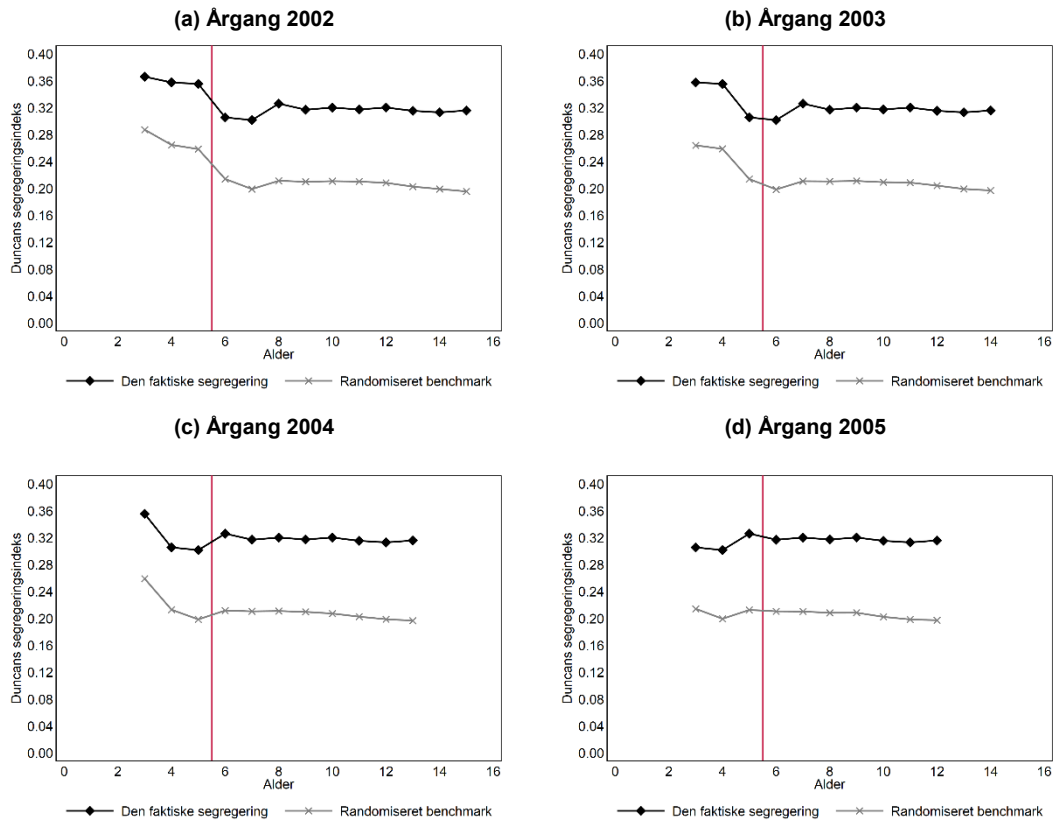 (a) Årgang 2002
0.40
0.36
0.32
0.28
0.24
0.20
0.16
0.12
0.08
0.04
0.00
Duncans segregeringsindeks
0 2 4 6 8 10 12 14 16
Alder
Den faktiske segregering Randomiseret benchmark
(b) Årgang 2003
0.40
0.36
0.32
0.28
0.24
0.20
0.16
0.12
0.08
0.04
0.00
Duncans segregeringsindeks
0 2 4 6 8 10 12 14 16
Alder
Den faktiske segregering Randomiseret benchmark
(c) Årgang 2004
0.40
0.36
0.32
0.28
0.24
0.20
0.16
0.12
0.08
0.04
0.00
Duncans segregeringsindeks
0 2 4 6 8 10 12 14 16
Alder
Den faktiske segregering Randomiseret benchmark
(d) Årgang 2005
0.40
0.36
0.32
0.28
0.24
0.20
0.16
0.12
0.08
0.04
0.00
Duncans segregeringsindeks
0 2 4 6 8 10 12 14 16
Alder
Den faktiske segregering Randomiseret benchmark